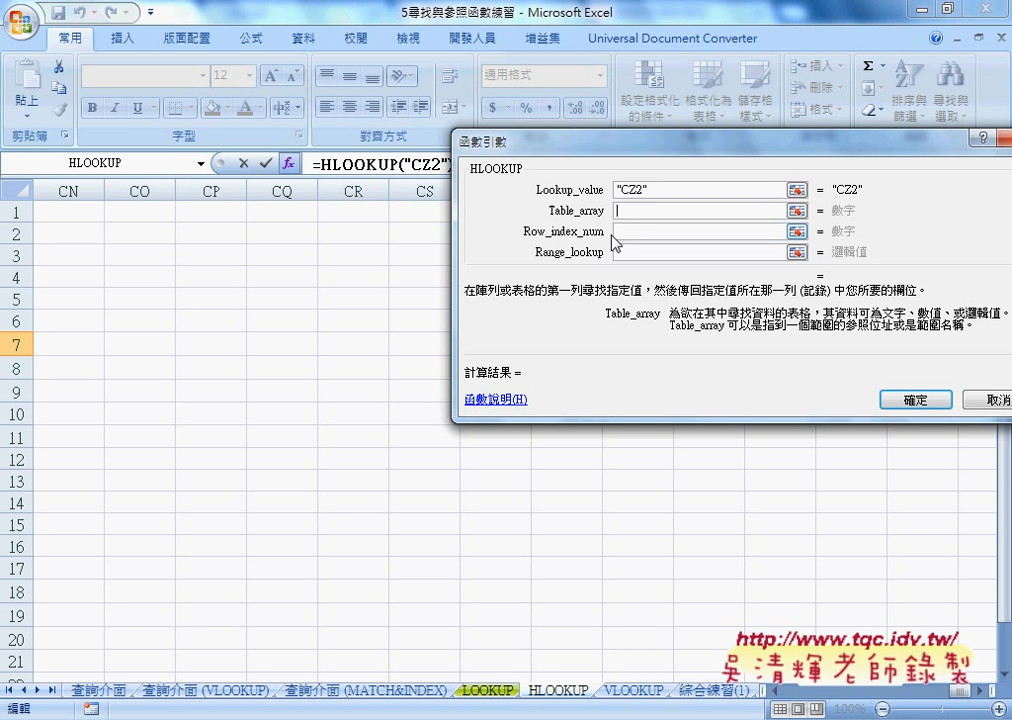 5尋找與參照函數練習 - Microsoft Excel
常用 插入 版面配置 公式 資料 校閱 檢視 開發人員 增益集 Universal Document Converter
貼上 12 B I U A 中 通用格式 $ % , 設定格式化的條件 格式化為表格 儲存格樣式 插入 刪除 格式 Σ 排序與篩選 尋找與選取
剪貼簿 字型 對齊方式
HLOOKUP fx =HLOOKUP("CZ2")
CN CO CP CQ CR CS
函數引數
HLOOKUP
Lookup_value "CZ2" = "CZ2"
Table_array = 數字
Row_index_num = 數字
Range_lookup = 邏輯值
=
在陣列或表格的第一列尋找指定值，然後傳回指定值所在那一列 (記錄) 中您所要的欄位。
Table_array 為欲在其中尋找資料的表格，其資料可為文字、數值、或邏輯值。
Table_array 可以是指到一個範圍的參照位址或是範圍名稱。
計算結果 =
函數說明(H) 確定 取消
1
2
3
4
5
6
7
8
9
10
11
12
13
14
15
16
17
18
19
20
21
http://www.tqc.idv.tw/
吳清輝老師錄製
查詢介面 查詢介面 (VLOOKUP) 查詢介面 (MATCH&INDEX) LOOKUP HLOOKUP VLOOKUP 綜合練習(1)
編輯 100%